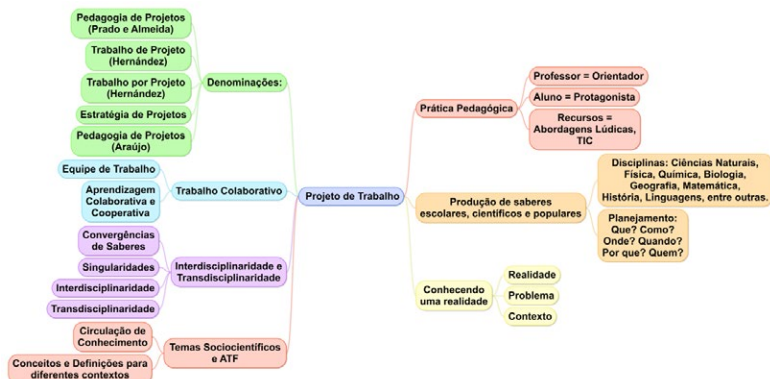 Pedagogia de Projetos
(Prado e Almeida)
Trabalho de Projeto
(Hernández)
Trabalho por Projeto
(Hernández)
Estratégia de Projetos
Pedagogia de Projetos
(Araújo)
Denominações:
Equipe de Trabalho
Aprendizagem
Colaborativa e
Cooperativa
Trabalho Colaborativo
Convergências
de Saberes
Singularidades
Interdisciplinaridade
Transdisciplinaridade
Interdisciplinaridade e
Transdisciplinaridade
Circulação de
Conhecimento
Conceitos e Definições para
diferentes contextos
Temas Sociocientíficos
e ATF
Projeto de Trabalho
Prática Pedagógica
Professor = Orientador
Aluno = Protagonista
Recursos =
Abordagens Lúdicas,
TIC
Produção de saberes
escolares, científicos e populares
Disciplinas: Ciências Naturais,
Física, Química, Biologia,
Geografia, Matemática,
História, Linguagens, entre outras.
Planejamento:
Que? Como?
Onde? Quando?
Por que? Quem?
Conhecendo
uma realidade
Realidade
Problema
Contexto